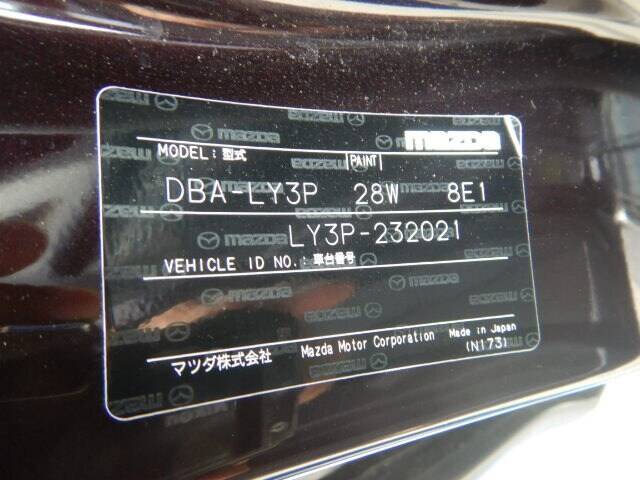 mazda
MODEL:型式 PAINT
DBA-LY3P 28W 8E1
LY3P-232021
VEHICLE ID NO.:車台番号
マツダ株式会社 Mazda Motor Corporation Made in Japan
(N173)